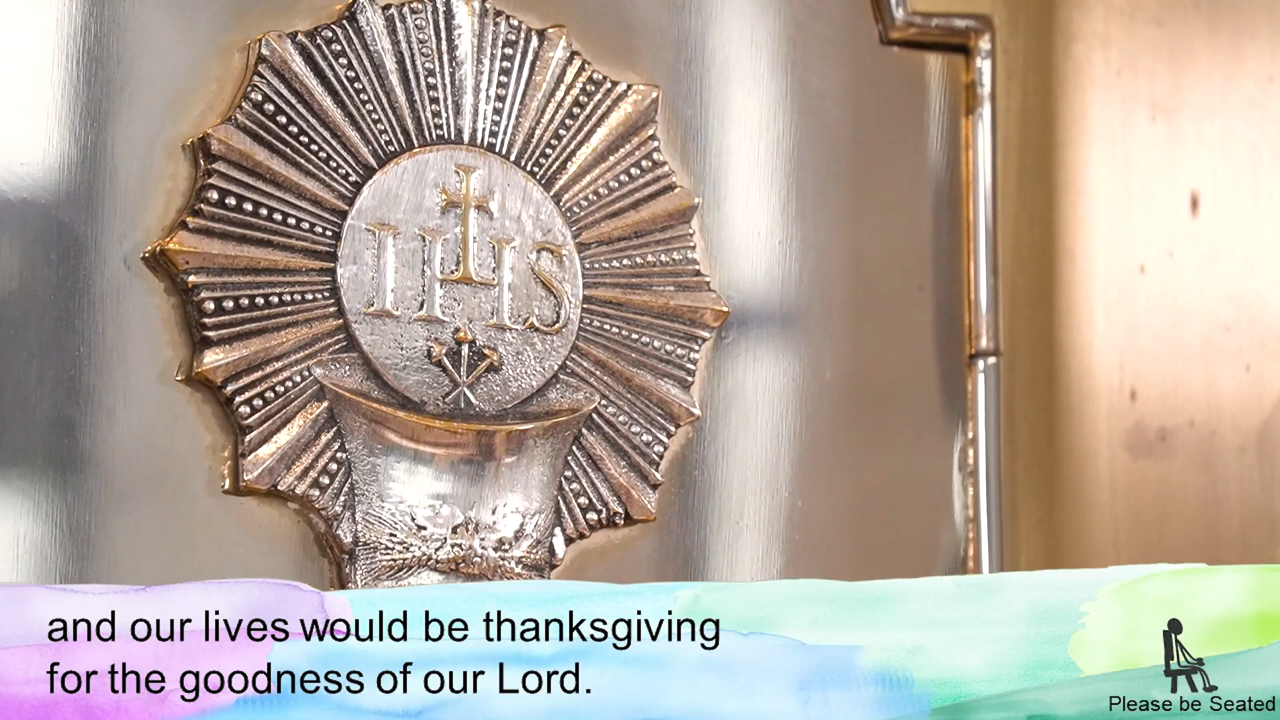 IHS
and our lives would be thanksgiving
for the goodness of our Lord.
Please be Seated